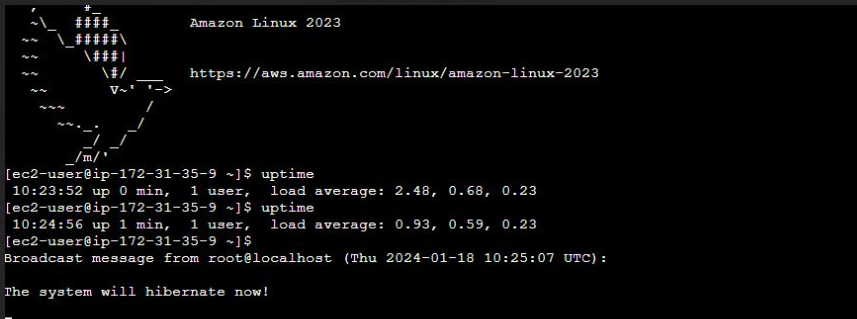 ,     #_
   ~\_  ####_        Amazon Linux 2023
  ~~  \_#####\
  ~~     \###|
  ~~       \#/ ___   https://aws.amazon.com/linux/amazon-linux-2023
   ~~       V~' '->
    ~~~         /
      ~~._.   _/
         _/ _/
       _/m/'
[ec2-user@ip-172-31-35-9 ~]$ uptime
 10:23:52 up 0 min,  1 user,  load average: 2.48, 0.68, 0.23
[ec2-user@ip-172-31-35-9 ~]$ uptime
 10:24:56 up 1 min,  1 user,  load average: 0.93, 0.59, 0.23
[ec2-user@ip-172-31-35-9 ~]$
Broadcast message from root@localhost (Thu 2024-01-18 10:25:07 UTC):
The system will hibernate now!